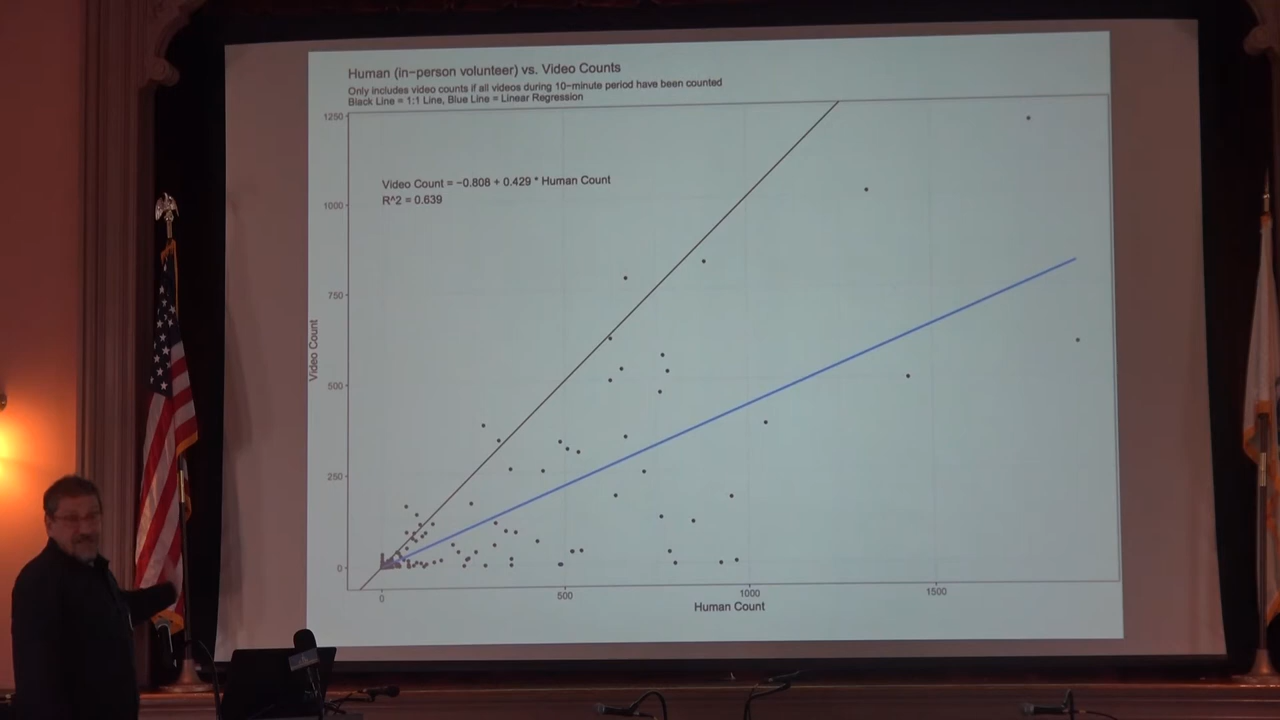 Human (in-person volunteer) vs. Video Counts
Only includes video counts if all videos during 10-minute period have been counted
Black Line = 1:1 Line, Blue Line = Linear Regression
1250
Video Count = -0.808 + 0.429 * Human Count
R^2 = 0.639
1000
750
Video Count
500
250
0
0 500 1000 1500
Human Count